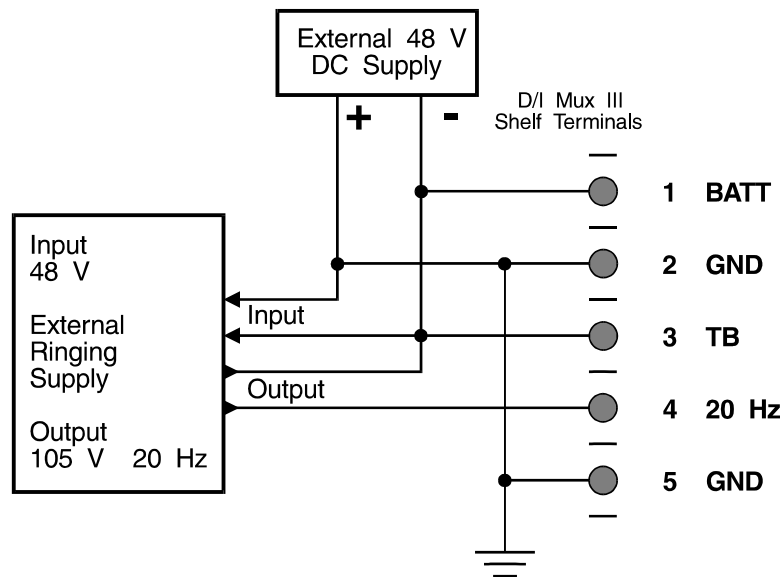 External 48 V
DC Supply
+
-
D/I Mux III
Shelf Terminals
1 BATT
2 GND
3 TB
4 20 Hz
5 GND
Input
48 V
External
Ringing
Supply
Output
105 V 20 Hz
Input
Output